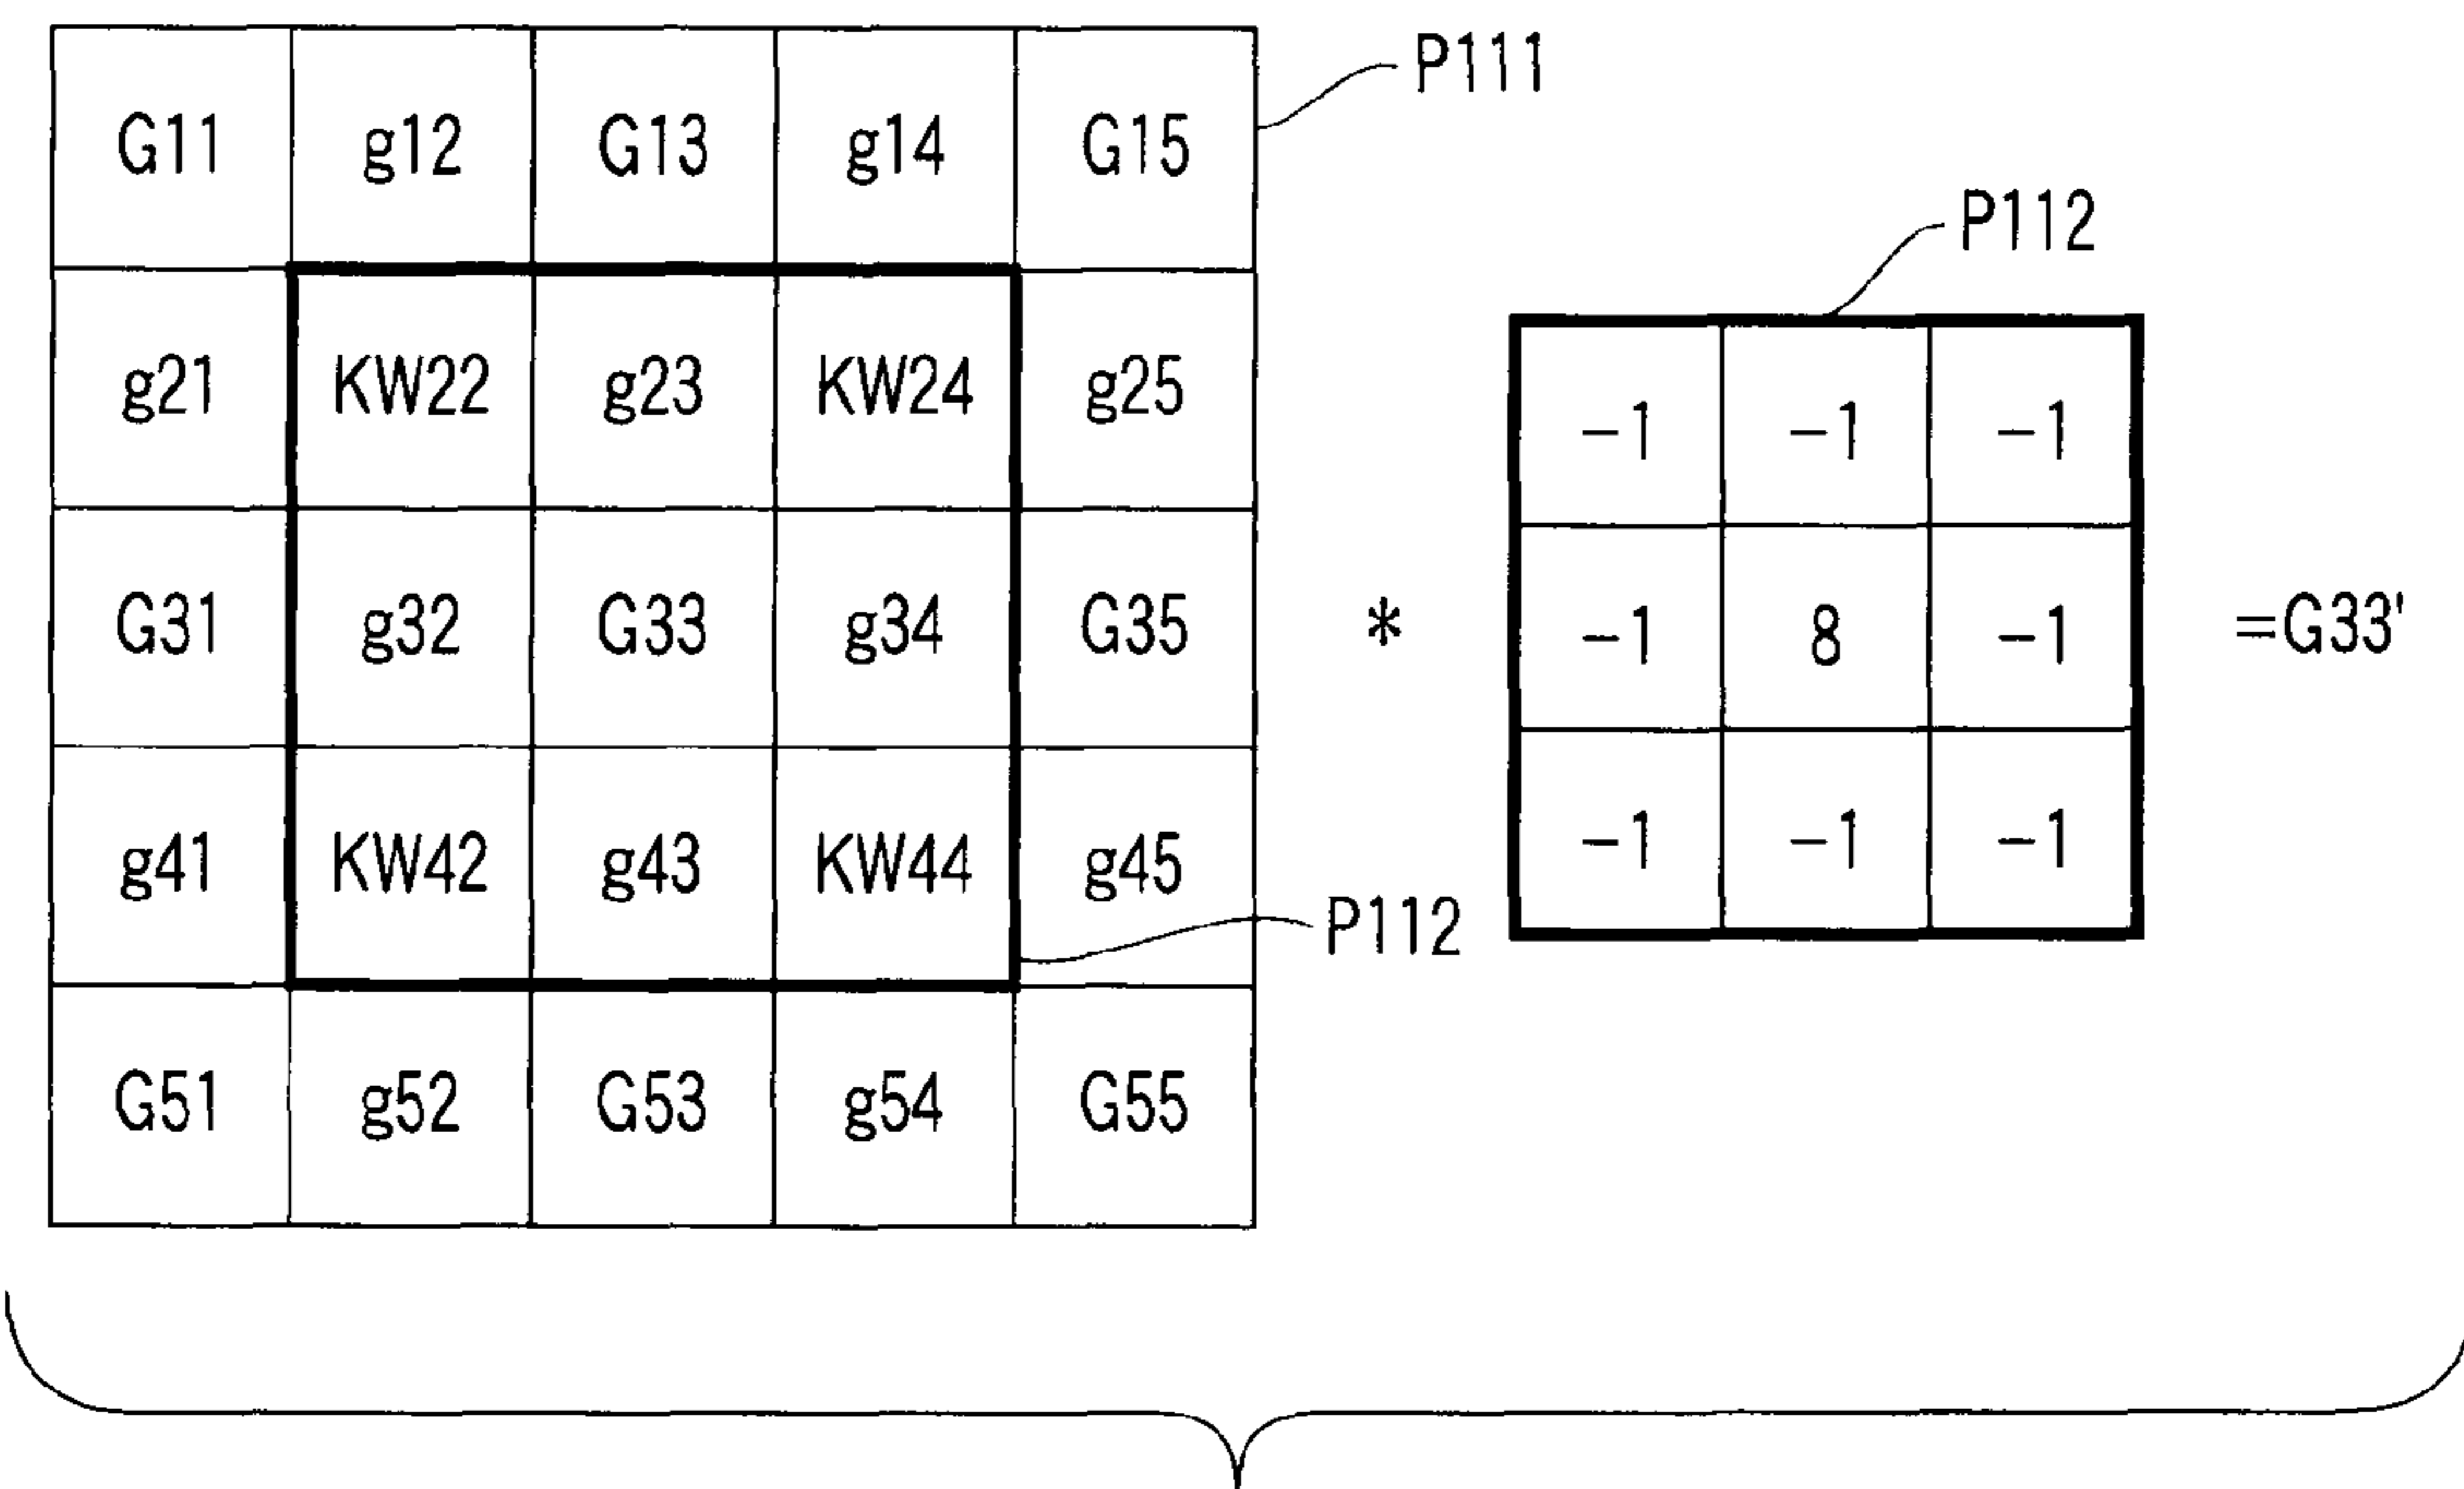 P111
G11 g12 G13 g14 G15
P112
g21 KW22 g23 KW24 g25
-1 -1 -1
G31 g32 G33 g34 G35
* -1 8 -1 =G33'
g41 KW42 g43 KW44 g45
-1 -1 -1
P112
G51 g52 G53 g54 G55